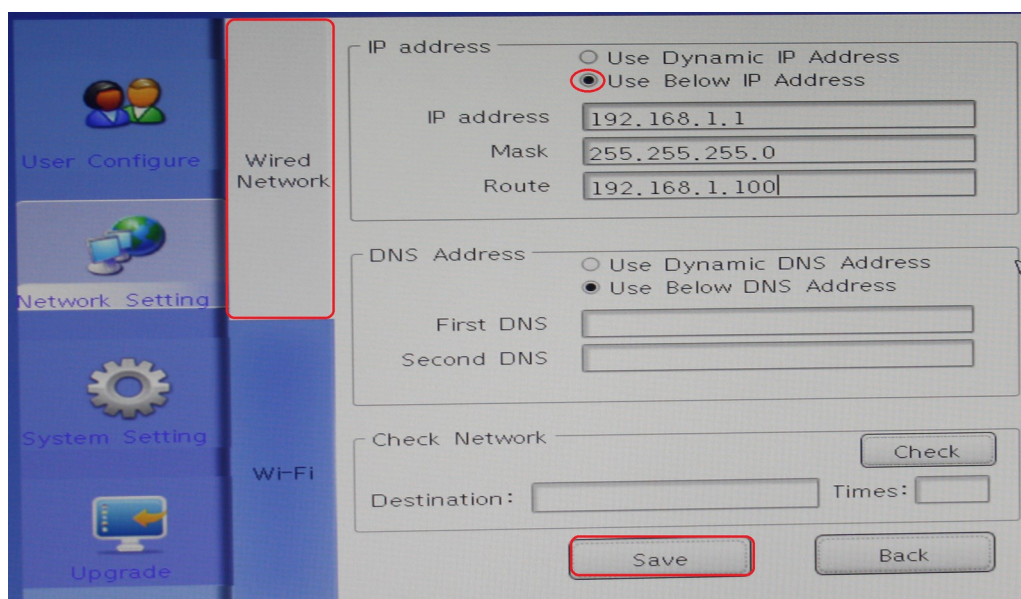 User Configure
Network Setting
System Setting
Upgrade
Wired
Network
Wi-Fi
IP address
Use Dynamic IP Address
Use Below IP Address
IP address 192.168.1.1
Mask 255.255.255.0
Route 192.168.1.100
DNS Address
Use Dynamic DNS Address
Use Below DNS Address
First DNS
Second DNS
Check Network
Check
Destination: Times:
Save Back